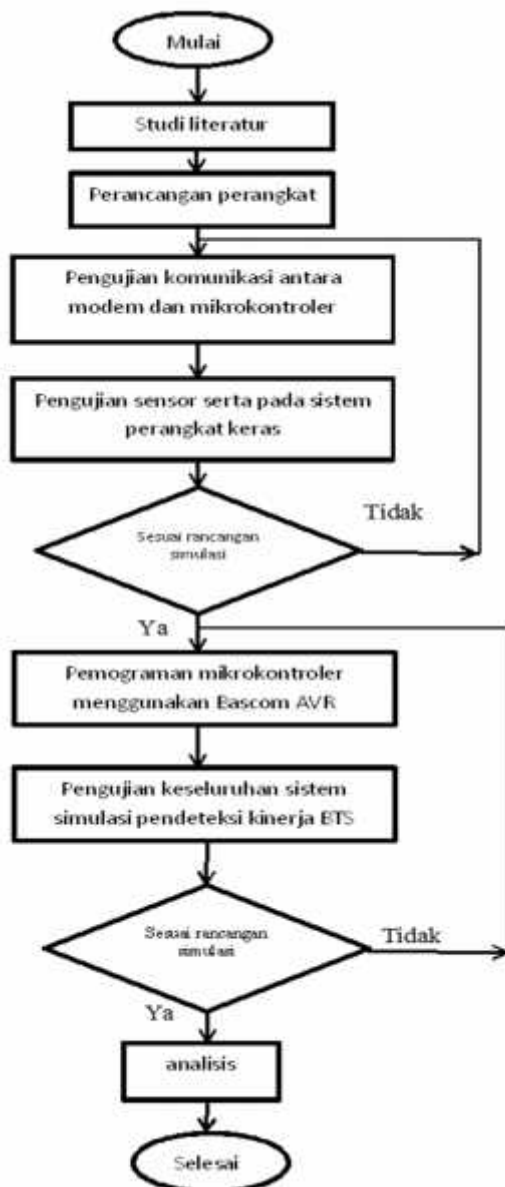 Mulai
Studi literatur
Perancangan perangkat
Pengujian komunikasi antara
modem dan mikrokontroler
Pengujian sensor serta pada sistem
perangkat keras
Sesuai rancangan
simulasi
Tidak
Ya
Pemograman mikrokontroler
menggunakan Bascom AVR
Pengujian keseluruhan sistem
simulasi pendeteksi kinerja BTS
Sesuai rancangan
simulasi
Tidak
Ya
analisis
Selesai